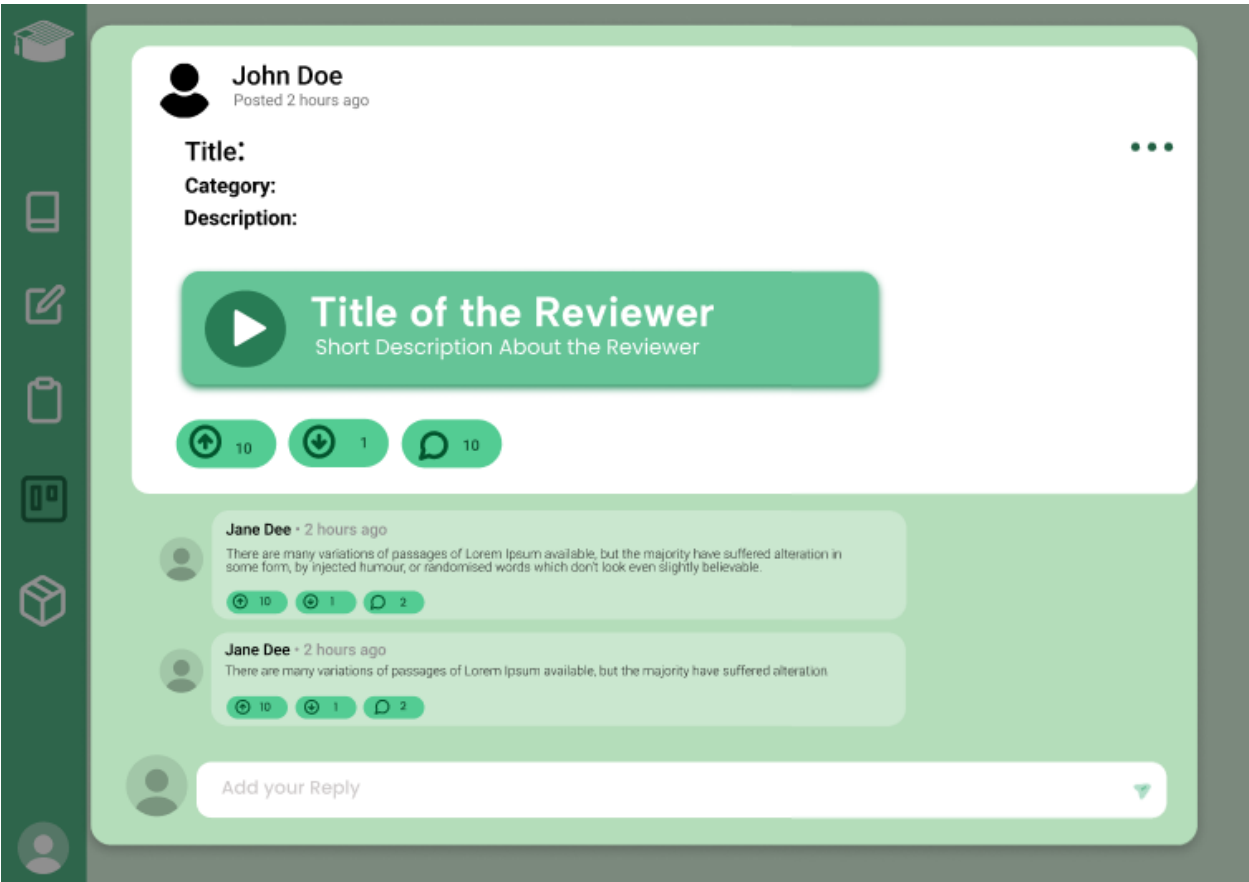 John Doe
Posted 2 hours ago
Title:
Category:
Description:
Title of the Reviewer
Short Description About the Reviewer
10 1 10
Jane Dee • 2 hours ago
There are many variations of passages of Lorem Ipsum available, but the majority have suffered alteration in
some form, by injected humour, or randomised words which don't look even slightly believable.
10 1 2
Jane Dee • 2 hours ago
There are many variations of passages of Lorem Ipsum available, but the majority have suffered alteration
10 1 2
Add your Reply